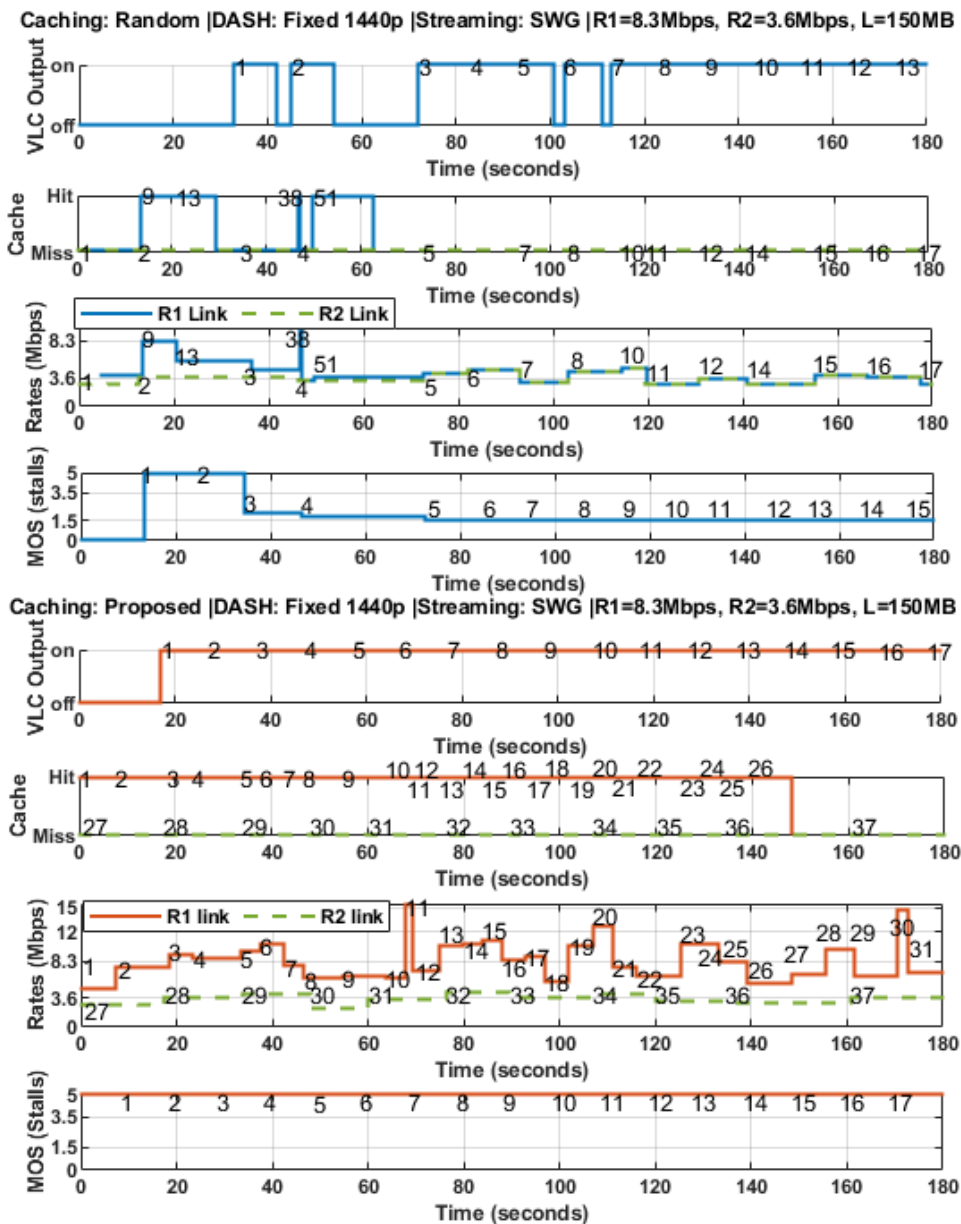 Caching: Random |DASH: Fixed 1440p |Streaming: SWG |R1=8.3Mbps, R2=3.6Mbps, L=150MB
VLC Output
on
off
1 2 3 4 5 6 7 8 9 10 11 12 13
0 20 40 60 80 100 120 140 160 180
Time (seconds)
Cache
Hit
Miss
9 13 38 51
1 2 3 4 5 7 8 10 11 12 14 15 16 17
0 20 40 60 80 100 120 140 160 180
Time (seconds)
Rates (Mbps)
R1 Link R2 Link
8.3
3.6
0
9 13 38 51
1 2 3 4 5 6 7 8 10 11 12 14 15 16 17
0 20 40 60 80 100 120 140 160 180
Time (seconds)
MOS (stalls)
5
3.5
1.5
0
1 2 3 4 5 6 7 8 9 10 11 12 13 14 15
0 20 40 60 80 100 120 140 160 180
Time (seconds)
Caching: Proposed |DASH: Fixed 1440p |Streaming: SWG |R1=8.3Mbps, R2=3.6Mbps, L=150MB
VLC Output
on
off
1 2 3 4 5 6 7 8 9 10 11 12 13 14 15 16 17
0 20 40 60 80 100 120 140 160 180
Time (seconds)
Cache
Hit
Miss
10 12 14 16 18 20 22 24 26
1 2 3 4 5 6 7 8 9
11 13 15 17 19 21 23 25
27 28 29 30 31 32 33 34 35 36 37
0 20 40 60 80 100 120 140 160 180
Time (seconds)
Rates (Mbps)
R1 link R2 link
15
12
8.3
3.6
0
1 2 3 4 5 6 7 8 9 10 11 12 13 14 15 16 17 18 19 20 21 22 23 24 25 26 27 28 29 30 31
27 28 29 30 31 32 33 34 35 36 37
0 20 40 60 80 100 120 140 160 180
Time (seconds)
MOS (Stalls)
5
3.5
1.5
0
1 2 3 4 5 6 7 8 9 10 11 12 13 14 15 16 17
0 20 40 60 80 100 120 140 160 180
Time (seconds)